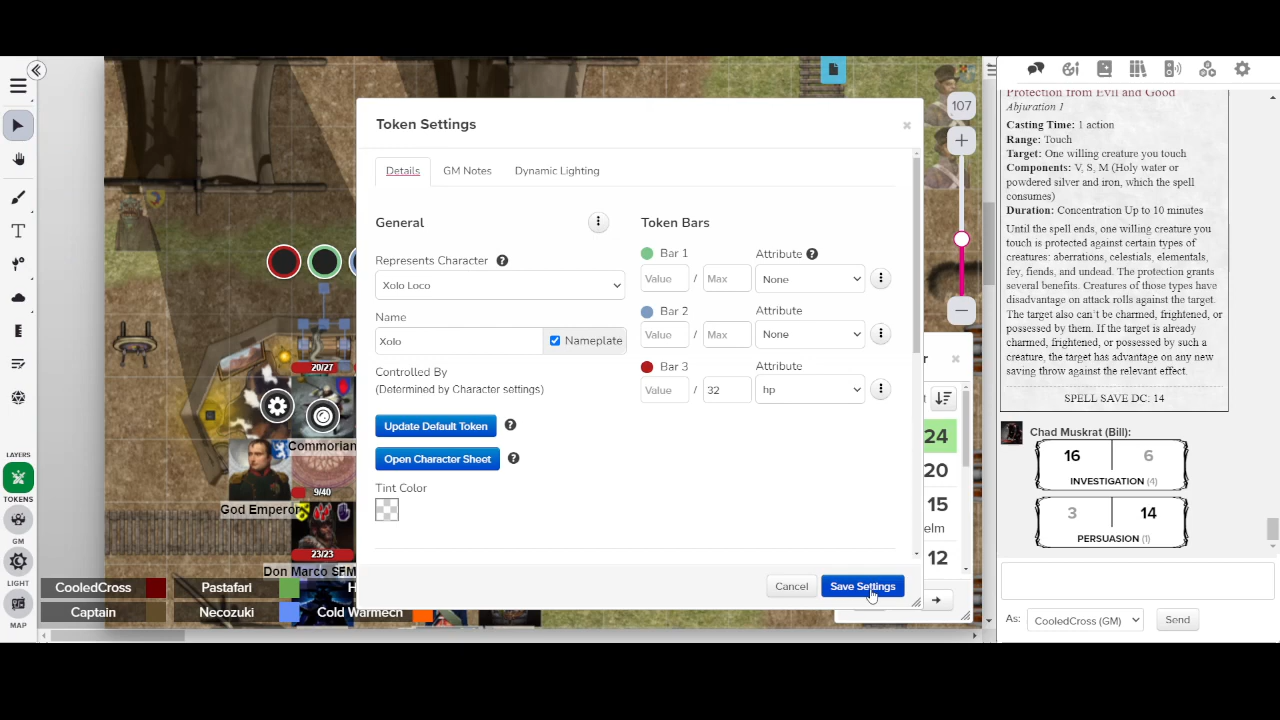 107
Token Settings
Details
GM Notes
Dynamic Lighting
General
Represents Character
Xolo Loco
Name
Xolo
Nameplate
Controlled By
(Determined by Character settings)
Update Default Token
Open Character Sheet
Tint Color
Token Bars
Bar 1
Attribute
Value / Max
None
Bar 2
Attribute
Value / Max
None
Bar 3
Attribute
Value / 32
hp
Cancel
Save Settings
20/27
Commorian
9/40
God Emperor
23/23
Don Marco SFM
LAYERS
TOKENS
GM
LIGHT
MAP
CooledCross
Pastafari
H
Captain
Necozuki
Cold Warmech
r
24
20
15
elm
12
Protection from Evil and Good
Abjuration 1
Casting Time: 1 action
Range: Touch
Target: One willing creature you touch
Components: V, S, M (Holy water or
powdered silver and iron, which the spell
consumes)
Duration: Concentration Up to 10 minutes
Until the spell ends, one willing creature you
touch is protected against certain types of
creatures: aberrations, celestials, elementals,
fey, fiends, and undead. The protection grants
several benefits. Creatures of those types have
disadvantage on attack rolls against the target.
The target also can't be charmed, frightened, or
possessed by them. If the target is already
charmed, frightened, or possessed by such a
creature, the target has advantage on any new
saving throw against the relevant effect.
SPELL SAVE DC: 14
Chad Muskrat (Bill):
16 6
INVESTIGATION (4)
3 14
PERSUASION (1)
As:
CooledCross (GM)
Send